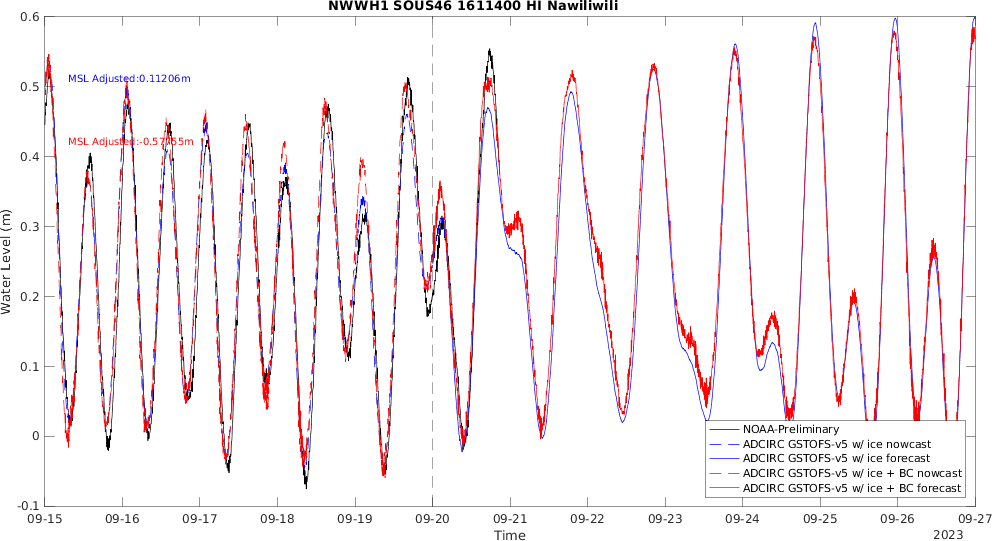 NWWH1 SOUS46 1611400 HI Nawiliwili
0.6
0.5
0.4
0.3
0.2
0.1
0
-0.1
Water Level (m)
MSL Adjusted:0.11206m
MSL Adjusted:-0.57755m
NOAA-Preliminary
ADCIRC GSTOFS-v5 w/ ice nowcast
ADCIRC GSTOFS-v5 w/ ice forecast
ADCIRC GSTOFS-v5 w/ ice + BC nowcast
ADCIRC GSTOFS-v5 w/ ice + BC forecast
09-15 09-16 09-17 09-18 09-19 09-20 09-21 09-22 09-23 09-24 09-25 09-26 09-27
Time
2023